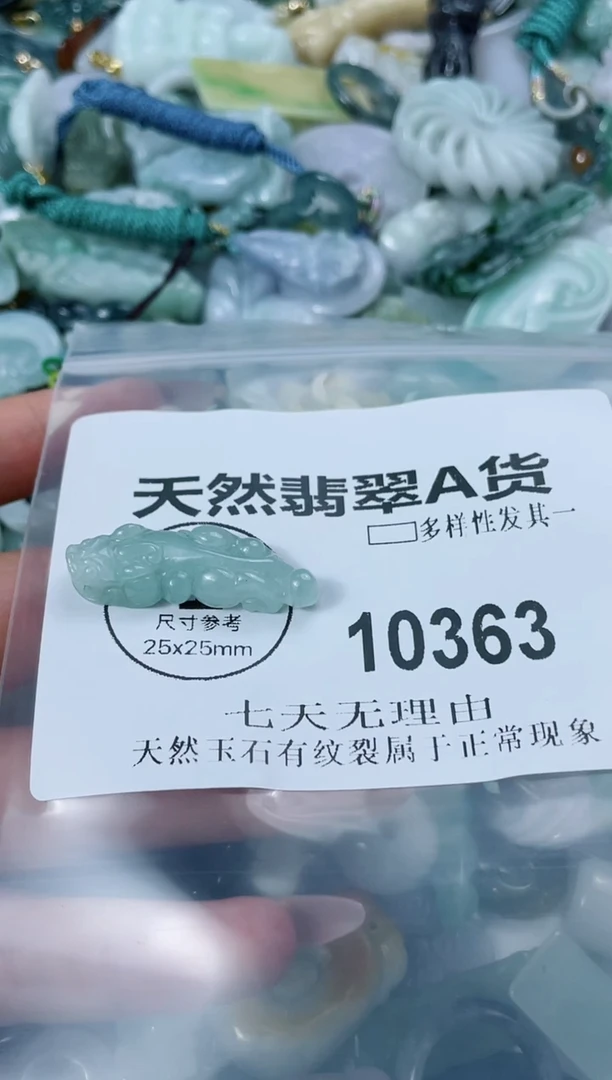 天然翡翠A货
多样性发其一
尺寸参考
25x25mm
10363
七天无理由
天然玉石有纹裂属于正常现象